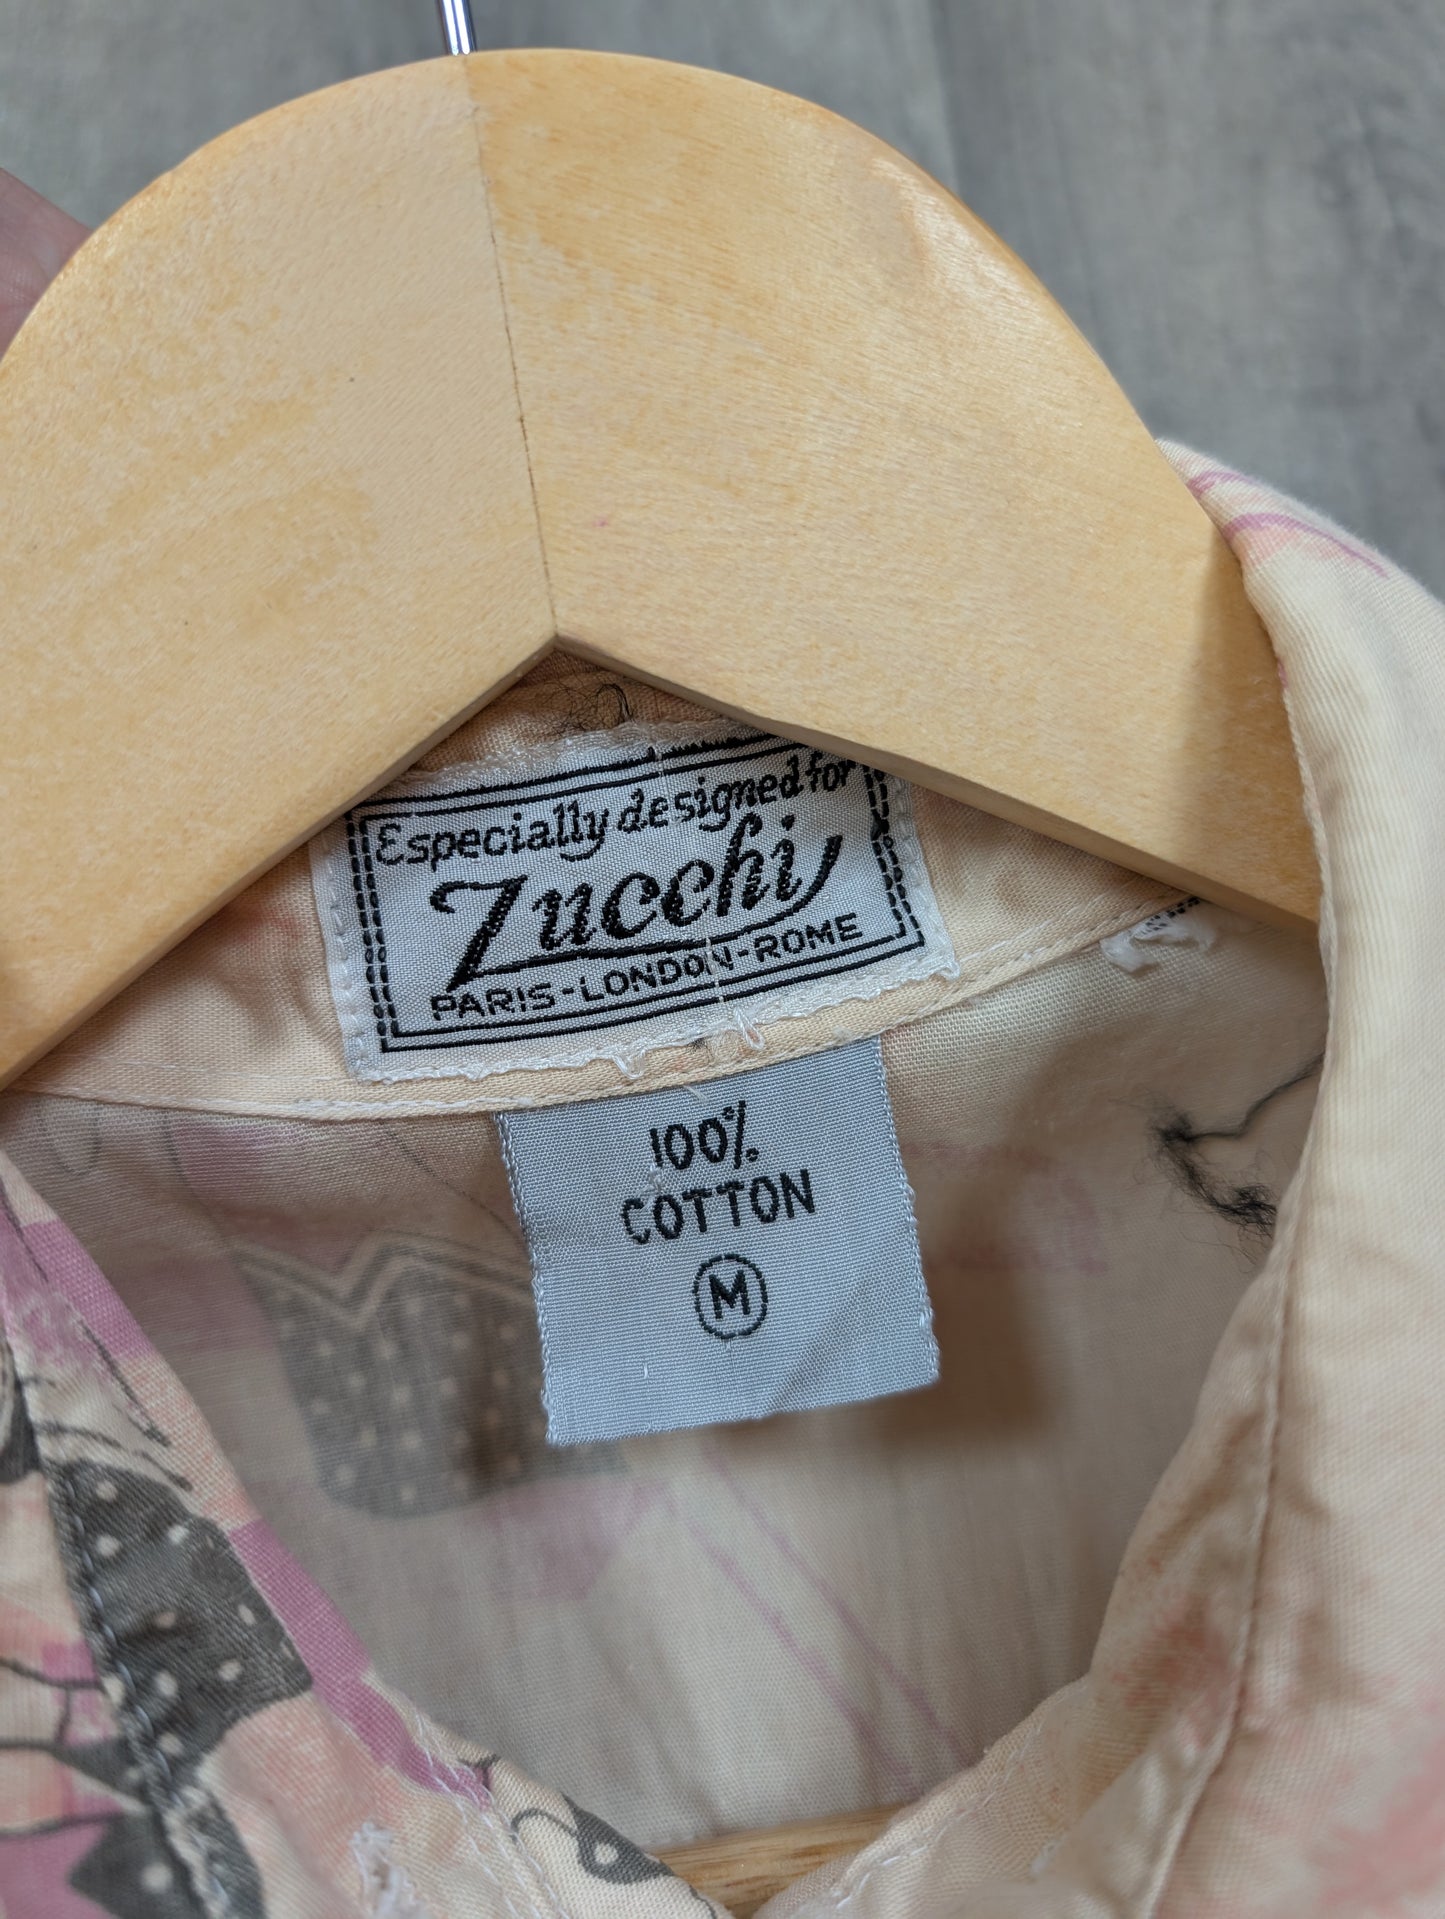 Especially designed for
Zucchi
PARIS-LONDON-ROME
100%
COTTON
M